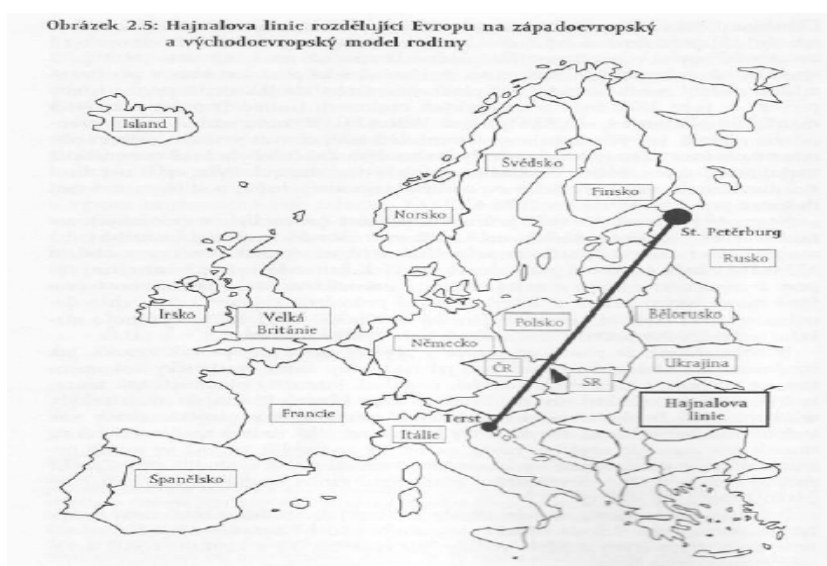 Obrázek 2.5: Hajnalova linie rozdělující Evropu na západoevropský
a východoevropský model rodiny
Island
Švédsko
Finsko
Norsko
St. Petěrburg
Rusko
Irsko
Velká
Británie
Polsko
Bělorusko
Německo
ČR
SR
Ukrajina
Francie
Terst
Itálie
Hajnalova
linie
Španělsko